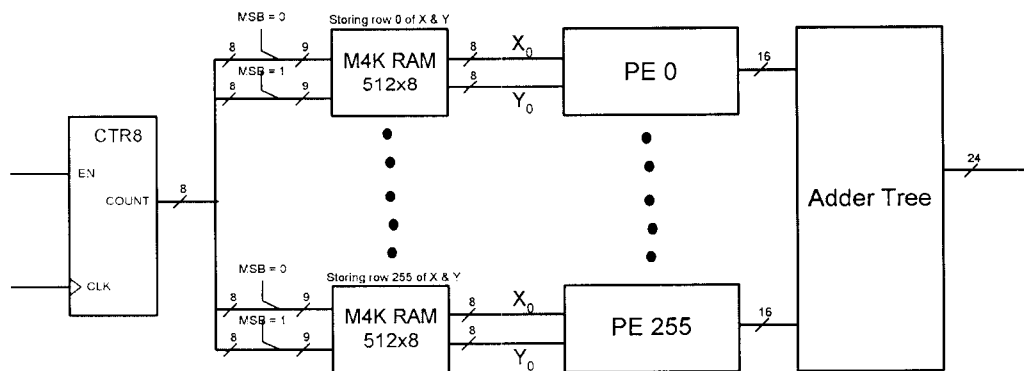 MSB = 0
Storing row 0 of X & Y
8
9
MSB = 1
8
9
M4K RAM
512x8
8
X0
8
Y0
PE 0
16
CTR8
EN
COUNT
CLK
8
Adder Tree
24
MSB = 0
Storing row 255 of X & Y
8
9
MSB = 1
8
9
M4K RAM
512x8
8
X0
8
Y0
PE 255
16